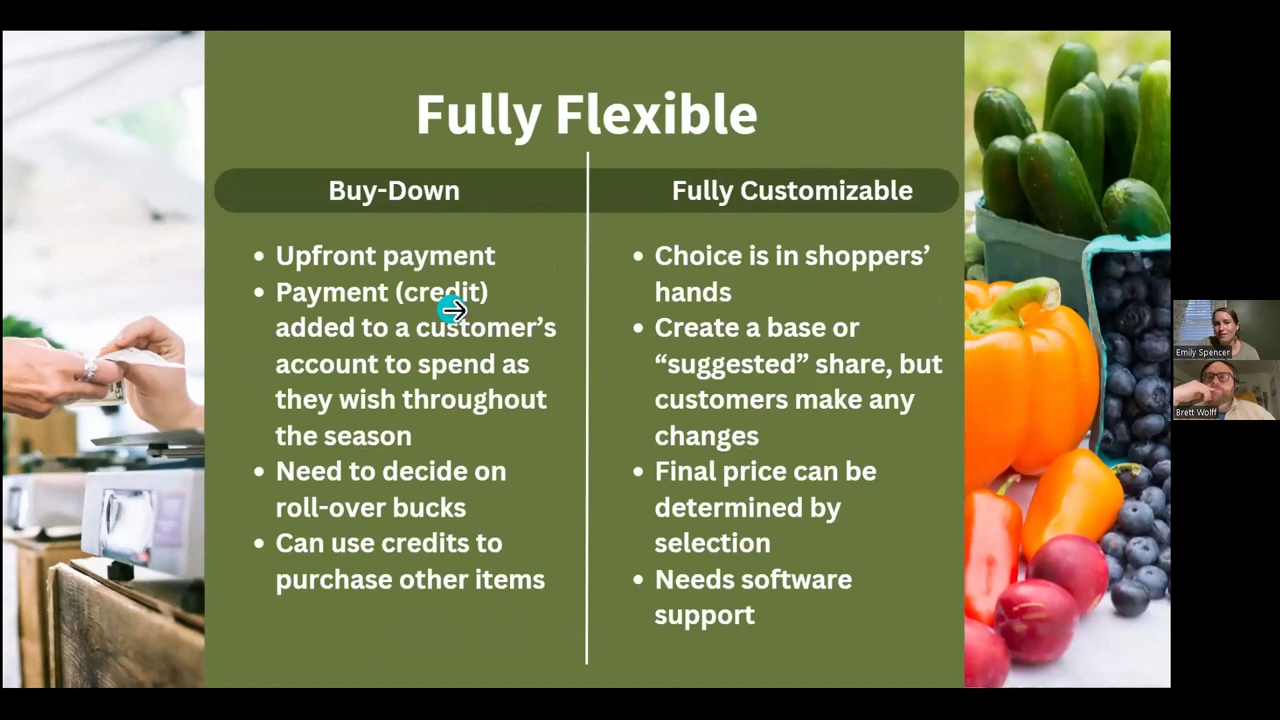 Fully Flexible
Buy-Down
Upfront payment
Payment (credit)
added to a customer’s
account to spend as
they wish throughout
the season
Need to decide on
roll-over bucks
Can use credits to
purchase other items
Fully Customizable
Choice is in shoppers’
hands
Create a base or
“suggested” share, but
customers make any
changes
Final price can be
determined by
selection
Needs software
support
Emily Spencer
Brett Wolff